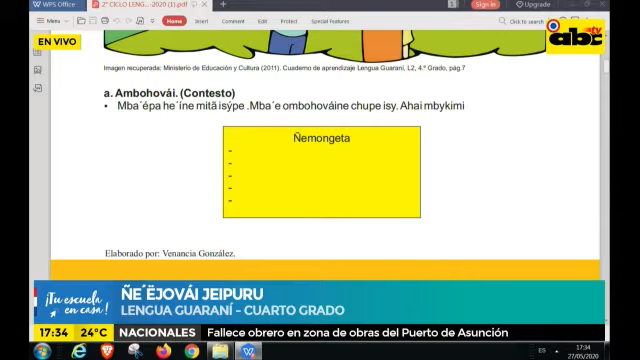 WPS Office
2° CICLO LENG... -2020 (3).pdf
Sign in
Upgrade
Menu
Home
Insert
Protect
References
Special Features
Click to search
EN VIVO
abc tv
Imagen recuperada: Ministerio de Educación y Cultura (2011). Cuaderno de aprendizaje Lengua Guaraní, L2, 4.° Grado, pág.7
a. Ambohovái. (Contesto)
• Mba´épa he´íne mitã isýpe .Mba´e ombohováine chupe isy. Ahai mbykimi
Ñemongeta
-
-
-
-
-
Elaborado por: Venancia González.
¡Tu escuela en casa!
ÑE´ËJOVÁI JEIPURU
LENGUA GUARANÍ - CUARTO GRADO
17:34 24°C NACIONALES Fallece obrero en zona de obras del Puerto de Asunción
ES 17:34
27/05/2020